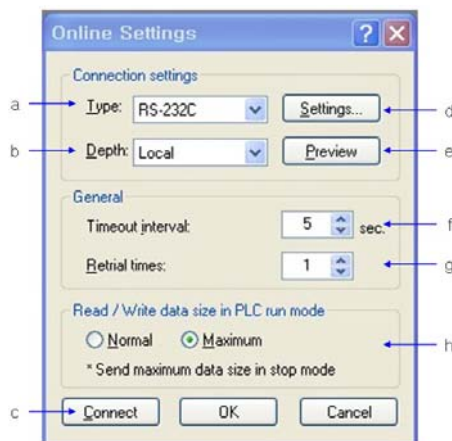 Online Settings
Connection settings
a Type: RS-232C Settings... d
b Depth: Local Preview e
General
Timeout interval: 5 sec. f
Retrial times: 1 g
Read / Write data size in PLC run mode
Normal Maximum h
* Send maximum data size in stop mode
c Connect OK Cancel